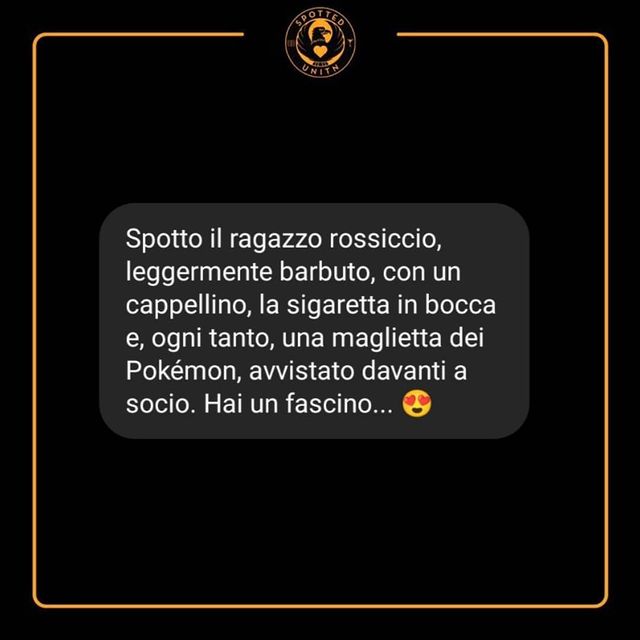 SPOTTED
UNITN
Spotto il ragazzo rossiccio,
leggermente barbuto, con un
cappellino, la sigaretta in bocca
e, ogni tanto, una maglietta dei
Pokémon, avvistato davanti a
socio. Hai un fascino... 😍